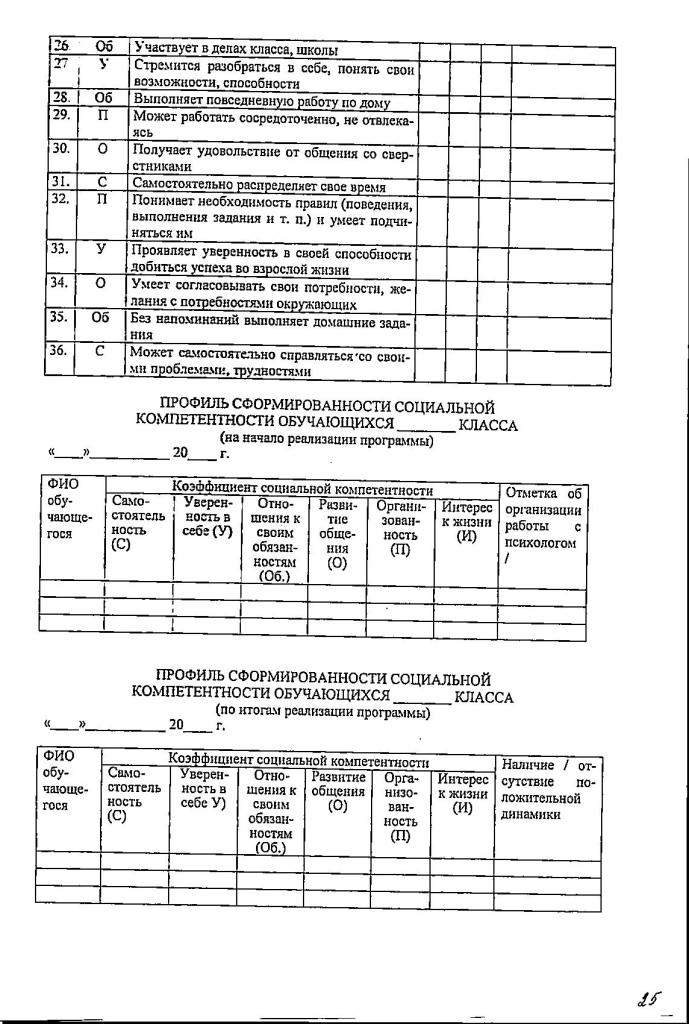 26 Об Участвует в делах класса, школы
27 У Стремится разобраться в себе, понять свои
возможности, способности
28. Об Выполняет повседневную работу по дому
29. П Может работать сосредоточенно, не отвлека-
ясь
30. О Получает удовольствие от общения со свер-
стниками
31. С Самостоятельно распределяет свое время
32. П Понимает необходимость правил (поведения,
выполнения задания и т. п.) и умеет подчи-
няться им
33. У Проявляет уверенность в своей способности
добиться успеха во взрослой жизни
34. О Умеет согласовывать свои потребности, же-
лания с потребностями окружающих
35. Об Без напоминаний выполняет домашние зада-
ния
36. С Может самостоятельно справляться со свои-
ми проблемами, трудностями
ПРОФИЛЬ СФОРМИРОВАННОСТИ СОЦИАЛЬНОЙ
КОМПЕТЕНТНОСТИ ОБУЧАЮЩИХСЯ _______ КЛАССА
(на начало реализации программы)
«___»__________ 20___ г.
ФИО
обу-
чающе-
гося
Коэффициент социальной компетентности
Само-
стоятель
ность
(С)
Уверен-
ность в
себе (У)
Отно-
шения к
своим
обязан-
ностям
(Об.)
Разви-
тие
обще-
ния
(О)
Органи-
зован-
ность
(П)
Интерес
к жизни
(И)
Отметка об
организации
работы с
психологом
/
ПРОФИЛЬ СФОРМИРОВАННОСТИ СОЦИАЛЬНОЙ
КОМПЕТЕНТНОСТИ ОБУЧАЮЩИХСЯ _______ КЛАССА
(по итогам реализации программы)
«___»__________ 20___ г.
ФИО
обу-
чающе-
гося
Коэффициент социальной компетентности
Само-
стоятель
ность
(С)
Уверен-
ность в
себе У)
Отно-
шения к
своим
обязан-
ностям
(Об.)
Развитие
общения
(О)
Орга-
низо-
ван-
ность
(П)
Интерес
к жизни
(И)
Наличие / от-
сутствие по-
ложительной
динамики
25